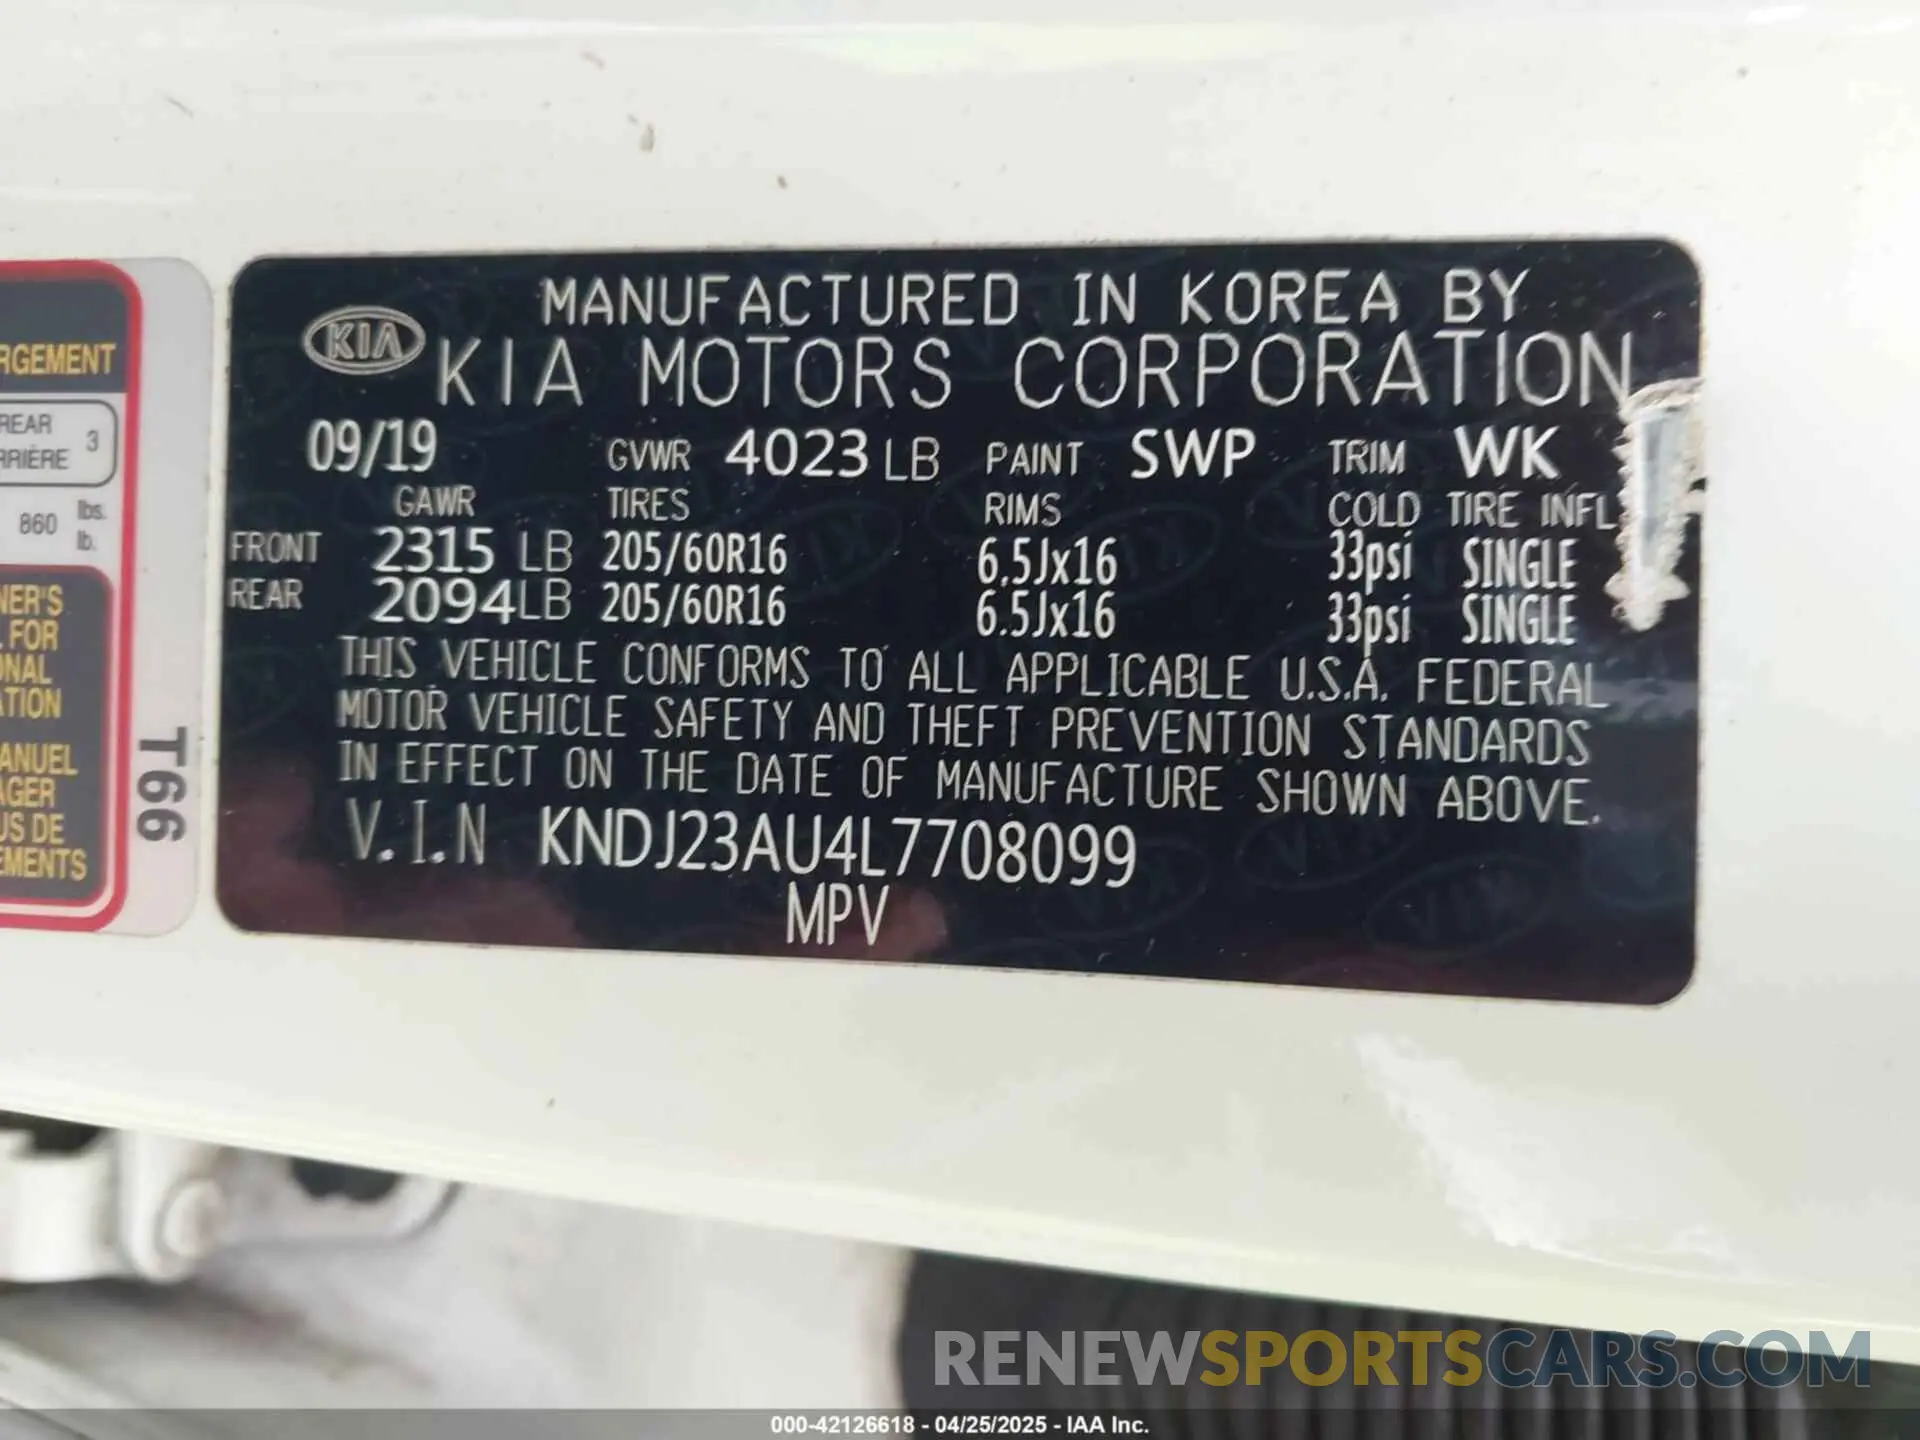 MANUFACTURED IN KOREA BY
KIA KIA MOTORS CORPORATION
09/19 GVWR 4023 LB PAINT SWP TRIM WK
GAWR TIRES RIMS COLD TIRE INFL
FRONT 2315 LB 205/60R16 6.5Jx16 33psi SINGLE
REAR 2094 LB 205/60R16 6.5Jx16 33psi SINGLE
THIS VEHICLE CONFORMS TO ALL APPLICABLE U.S.A. FEDERAL
MOTOR VEHICLE SAFETY AND THEFT PREVENTION STANDARDS
IN EFFECT ON THE DATE OF MANUFACTURE SHOWN ABOVE.
V.I.N KNDJ23AU4L7708099
MPV
RGEMENT
REAR
RRIÈRE 3
860 lbs.
lb.
NER'S
FOR
ONAL
ATION
ANUEL
AGER
US DE
EMENTS
T66
RENEWSPORTSCARS.COM
000-42126618 - 04/25/2025 - IAA Inc.